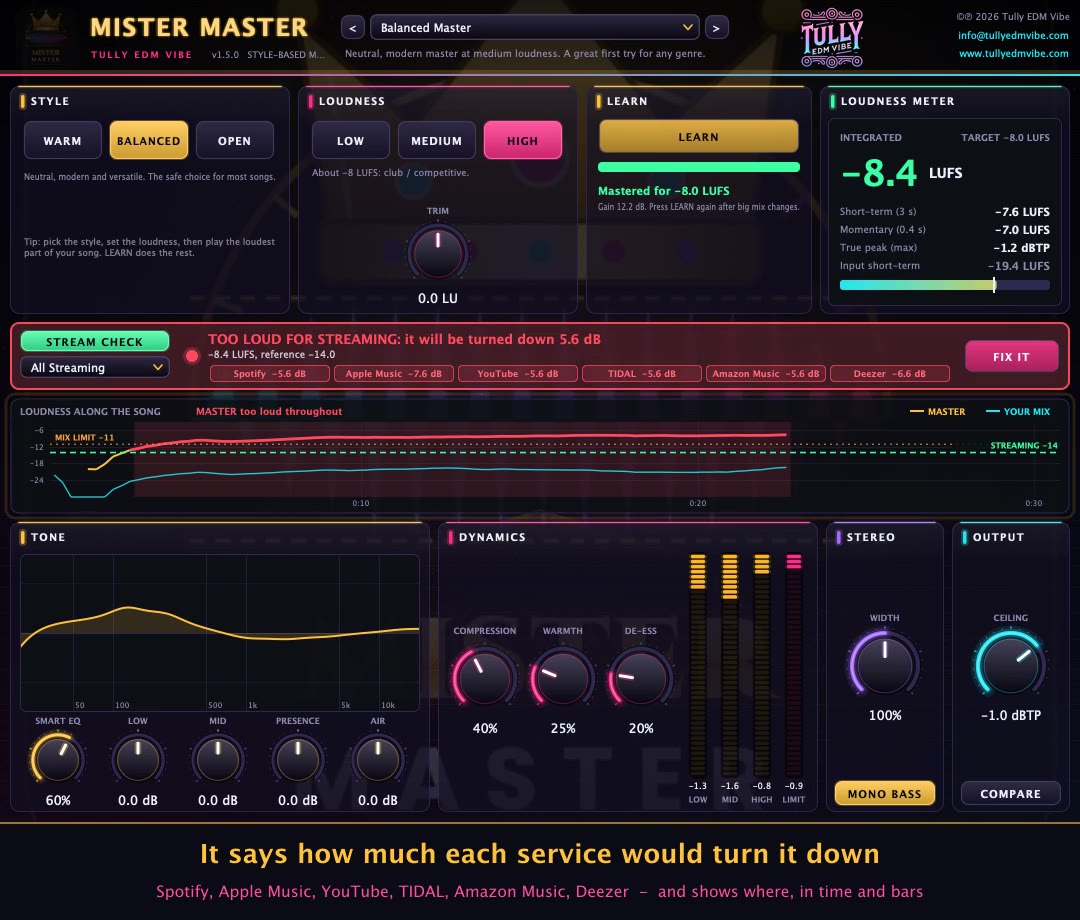 MISTER MASTER
TULLY EDM VIBE v1.5.0 STYLE-BASED M...
< Balanced Master >
Neutral, modern master at medium loudness. A great first try for any genre.
TULLY
EDM VIBE
©℗ 2026 Tully EDM Vibe
info@tullyedmvibe.com
www.tullyedmvibe.com
MISTER
MASTER
STYLE
WARM BALANCED OPEN
Neutral, modern and versatile. The safe choice for most songs.
Tip: pick the style, set the loudness, then play the loudest
part of your song. LEARN does the rest.
LOUDNESS
LOW MEDIUM HIGH
About -8 LUFS: club / competitive.
TRIM
0.0 LU
LEARN
LEARN
Mastered for -8.0 LUFS
Gain 12.2 dB. Press LEARN again after big mix changes.
LOUDNESS METER
INTEGRATED TARGET -8.0 LUFS
-8.4 LUFS
Short-term (3 s) -7.6 LUFS
Momentary (0.4 s) -7.0 LUFS
True peak (max) -1.2 dBTP
Input short-term -19.4 LUFS
STREAM CHECK
All Streaming
TOO LOUD FOR STREAMING: it will be turned down 5.6 dB
-8.4 LUFS, reference -14.0
Spotify -5.6 dB Apple Music -7.6 dB YouTube -5.6 dB TIDAL -5.6 dB Amazon Music -5.6 dB Deezer -6.6 dB
FIX IT
LOUDNESS ALONG THE SONG MASTER too loud throughout MASTER YOUR MIX
-6
MIX LIMIT -11
-12
STREAMING -14
-18
-24
0:10 0:20 0:30
TONE
50 100 500 1k 5k 10k
SMART EQ LOW MID PRESENCE AIR
60% 0.0 dB 0.0 dB 0.0 dB 0.0 dB
DYNAMICS
COMPRESSION WARMTH DE-ESS
40% 25% 20%
-1.3 -1.6 -0.8 -0.9
LOW MID HIGH LIMIT
MASTER
STEREO
WIDTH
100%
MONO BASS
OUTPUT
CEILING
-1.0 dBTP
COMPARE
It says how much each service would turn it down
Spotify, Apple Music, YouTube, TIDAL, Amazon Music, Deezer – and shows where, in time and bars